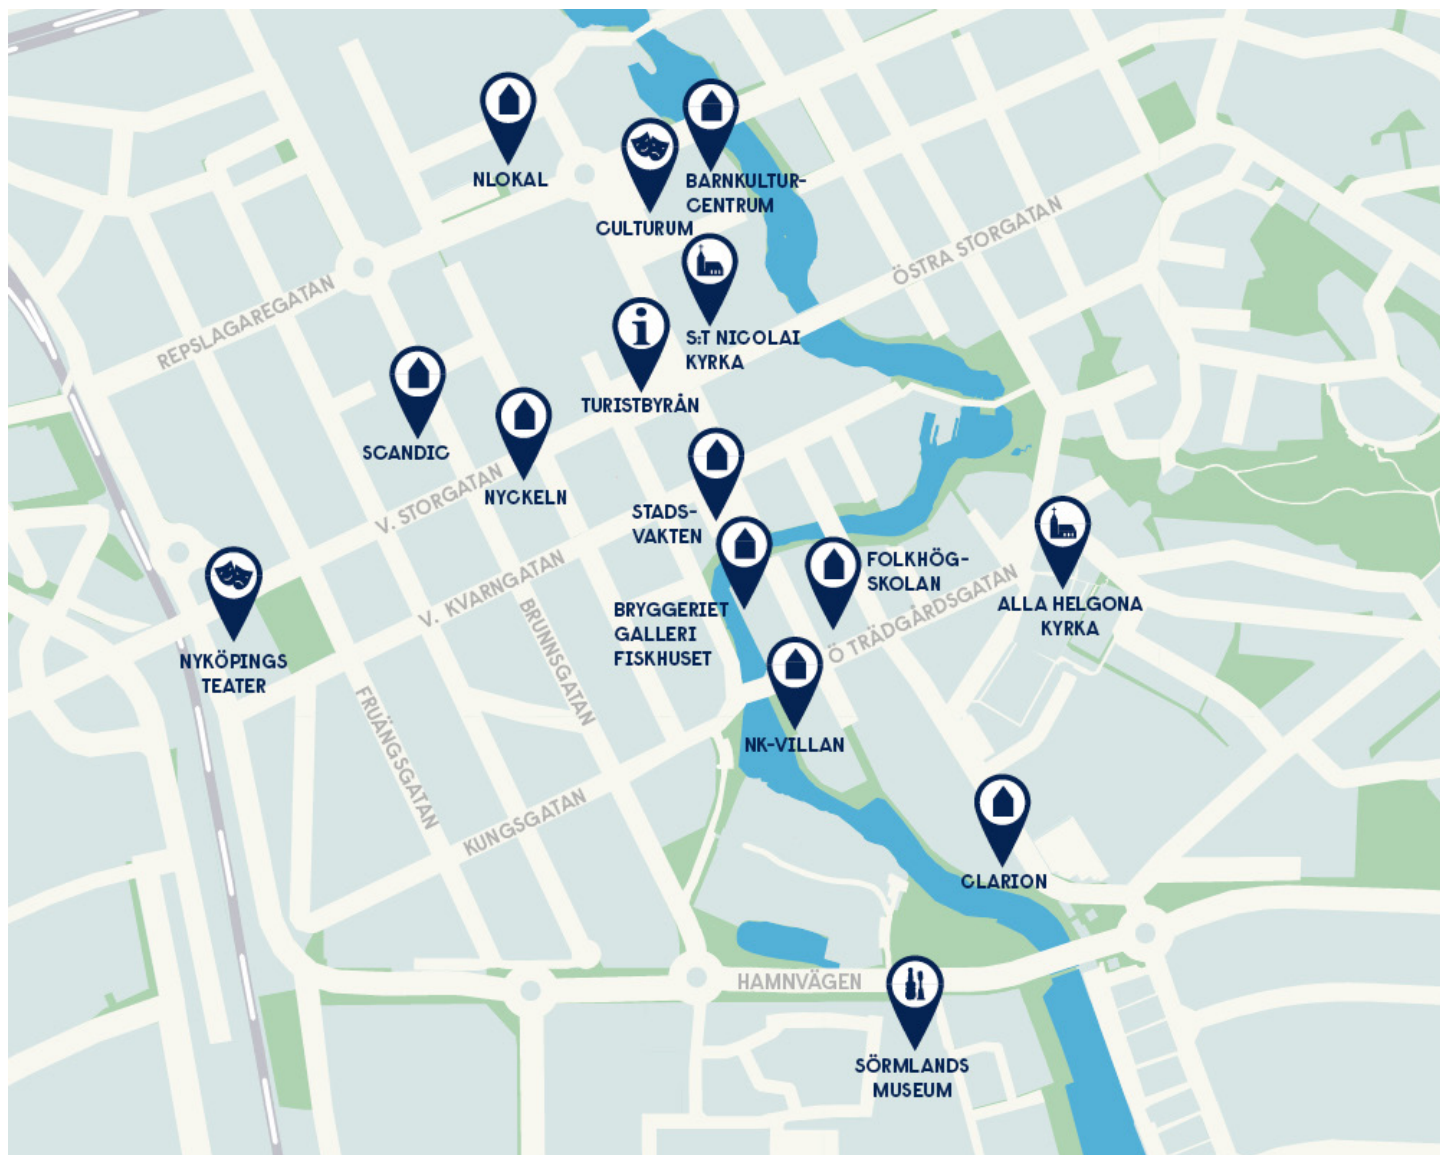 NLOKAL
BARNKULTUR-
CENTRUM
CULTURUM
ÖSTRA STORGATAN
REPSLAGAREGATAN
S:T NICOLAI
KYRKA
TURISTBYRÅN
SCANDIC
NYCKELN
V. STORGATAN
STADS-
VAKTEN
FOLKHÖG-
SKOLAN
V. KVARNGATAN
BRUNNSGATAN
Ö TRÄDGÅRDSGATAN
ALLA HELGONA
KYRKA
BRYGGERIET
GALLERI
FISKHUSET
NYKÖPINGS
TEATER
FRUÄNGSGATAN
NK-VILLAN
KUNGSGATAN
CLARION
HAMNVÄGEN
SÖRMLANDS
MUSEUM